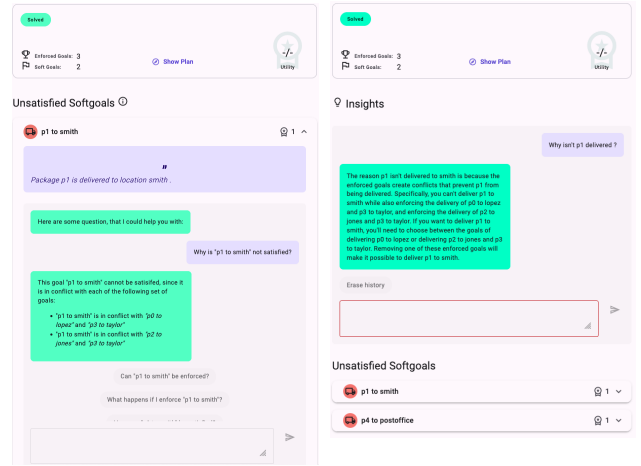 Solved
Enforced Goals: 3
Soft Goals: 2
Show Plan
-/-
Utility
Unsatisfied Softgoals
p1 to smith
1
"
Package p1 is delivered to location smith .
Here are some question, that I could help you with:
Why is "p1 to smith" not satisfied?
This goal "p1 to smith" cannot be satisifed, since it
is in conflict with each of the following set of
goals:
• "p1 to smith" is in conflict with "p0 to
lopez" and "p3 to taylor"
• "p1 to smith" is in conflict with "p2 to
jones" and "p3 to taylor"
Can "p1 to smith" be enforced?
What happens if I enforce "p1 to smith"?
Solved
Enforced Goals: 3
Soft Goals: 2
Show Plan
-/-
Utility
Insights
Why isn't p1 delivered ?
The reason p1 isn't delivered to smith is because the
enforced goals create conflicts that prevent p1 from
being delivered. Specifically, you can't deliver p1 to
smith while also enforcing the delivery of p0 to lopez
and p3 to taylor, and enforcing the delivery of p2 to
jones and p3 to taylor. If you want to deliver p1 to
smith, you'll need to choose between the goals of
delivering p0 to lopez or delivering p2 to jones and p3
to taylor. Removing one of these enforced goals will
make it possible to deliver p1 to smith.
Erase history
Unsatisfied Softgoals
p1 to smith
1
p4 to postoffice
1